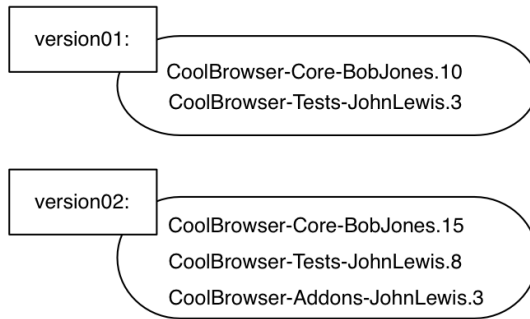 version01:
CoolBrowser-Core-BobJones.10
CoolBrowser-Tests-JohnLewis.3
version02:
CoolBrowser-Core-BobJones.15
CoolBrowser-Tests-JohnLewis.8
CoolBrowser-Addons-JohnLewis.3